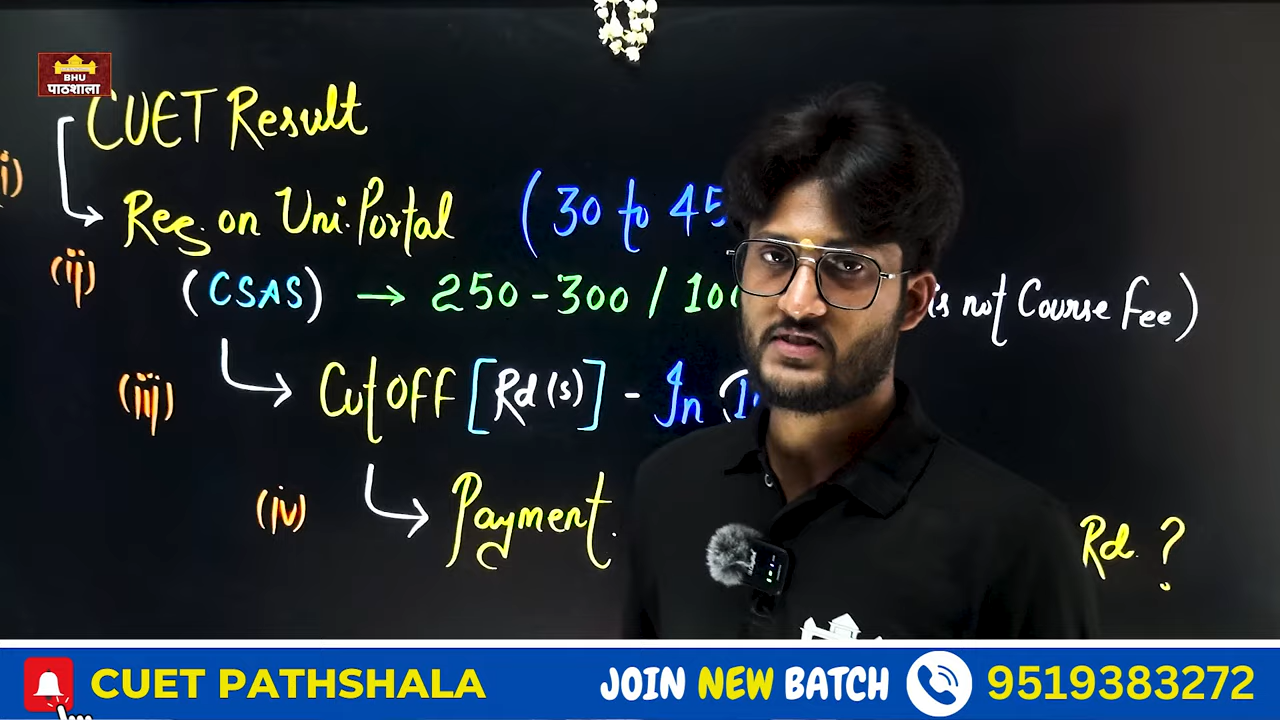 BHU
पाठशाला
CUET Result
(i)
Reg. on Uni. Portal (30 to 45
(ii)
(CSAS) → 250-300 / 100 is not Course Fee)
(iii) Cutoff [Rd(s)] - In
(iv) Payment. Rd. ?
CUET PATHSHALA JOIN NEW BATCH 9519383272